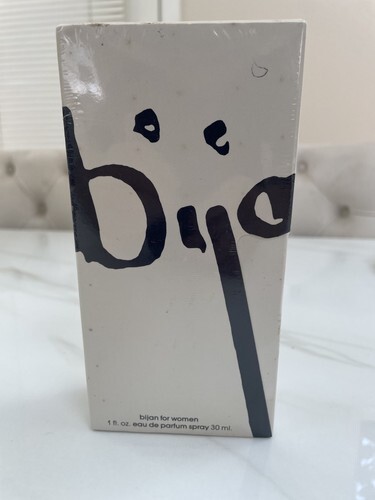 bija
bijan for women
1 fl. oz. eau de parfum spray 30 ml.